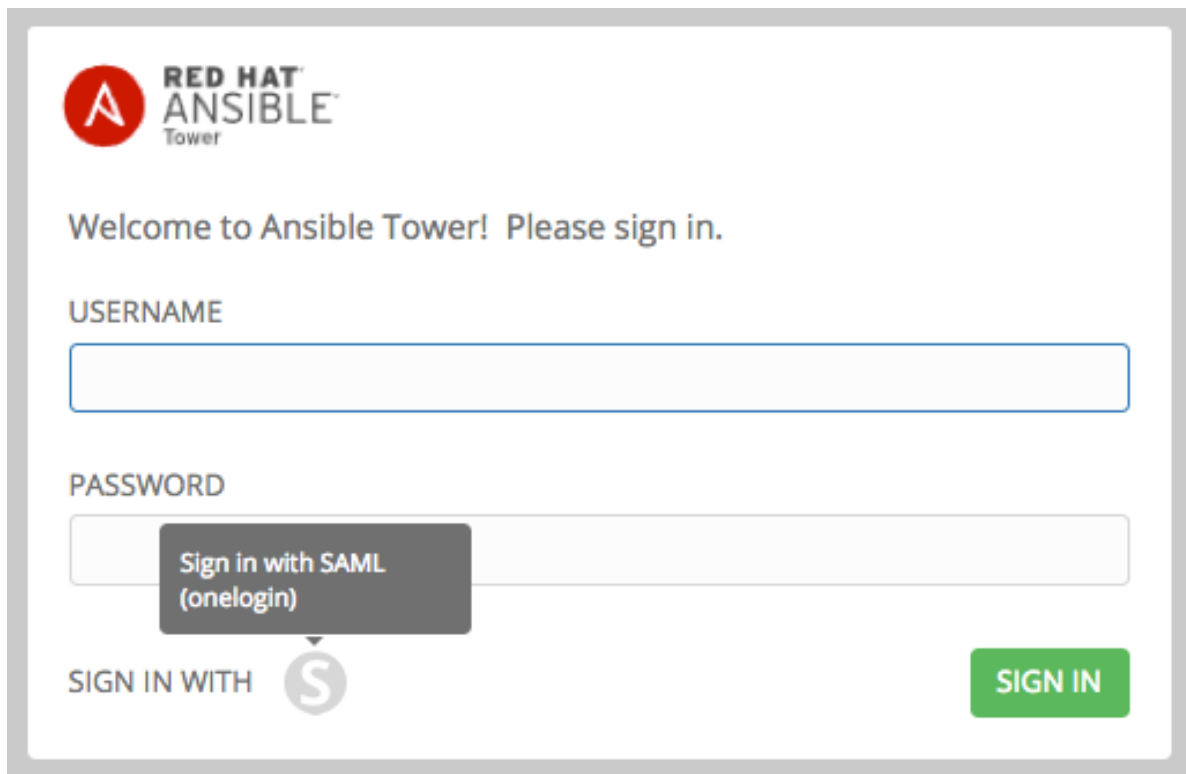 RED HAT
ANSIBLE
Tower
Welcome to Ansible Tower! Please sign in.
USERNAME
PASSWORD
Sign in with SAML
(onelogin)
SIGN IN WITH S
SIGN IN